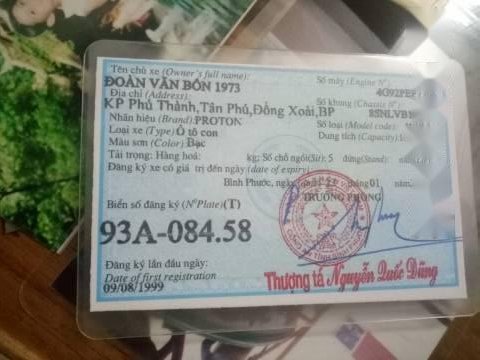 Tên chủ xe (Owner's full name):
ĐOÀN VĂN BÔN 1973
Địa chỉ (Address):
KP Phú Thành,Tân Phú,Đồng Xoài,BP
Nhãn hiệu (Brand) PROTON
Loại xe (Type) Ô tô con
Màu sơn (Color) Bạc
Tải trọng: Hàng hoá: kg; Số chỗ ngồi(Sit): 5 đứng(Stand)
Đăng ký xe có giá trị đến ngày (date of expiry)
Số máy (Engine N°)
4G92PEF
Số khung (Chassis N°)
Số loại (Model code)
Dung tích (Capacity)
Bình Phước, ngày tháng 01 năm
TRƯỞNG PHÒNG
Biển số đăng ký (N°Plate)(T)
93A-084.58
Đăng ký lần đầu ngày:
Date of first registration
09/08/1999
Thượng tá Nguyễn Quốc Dũng